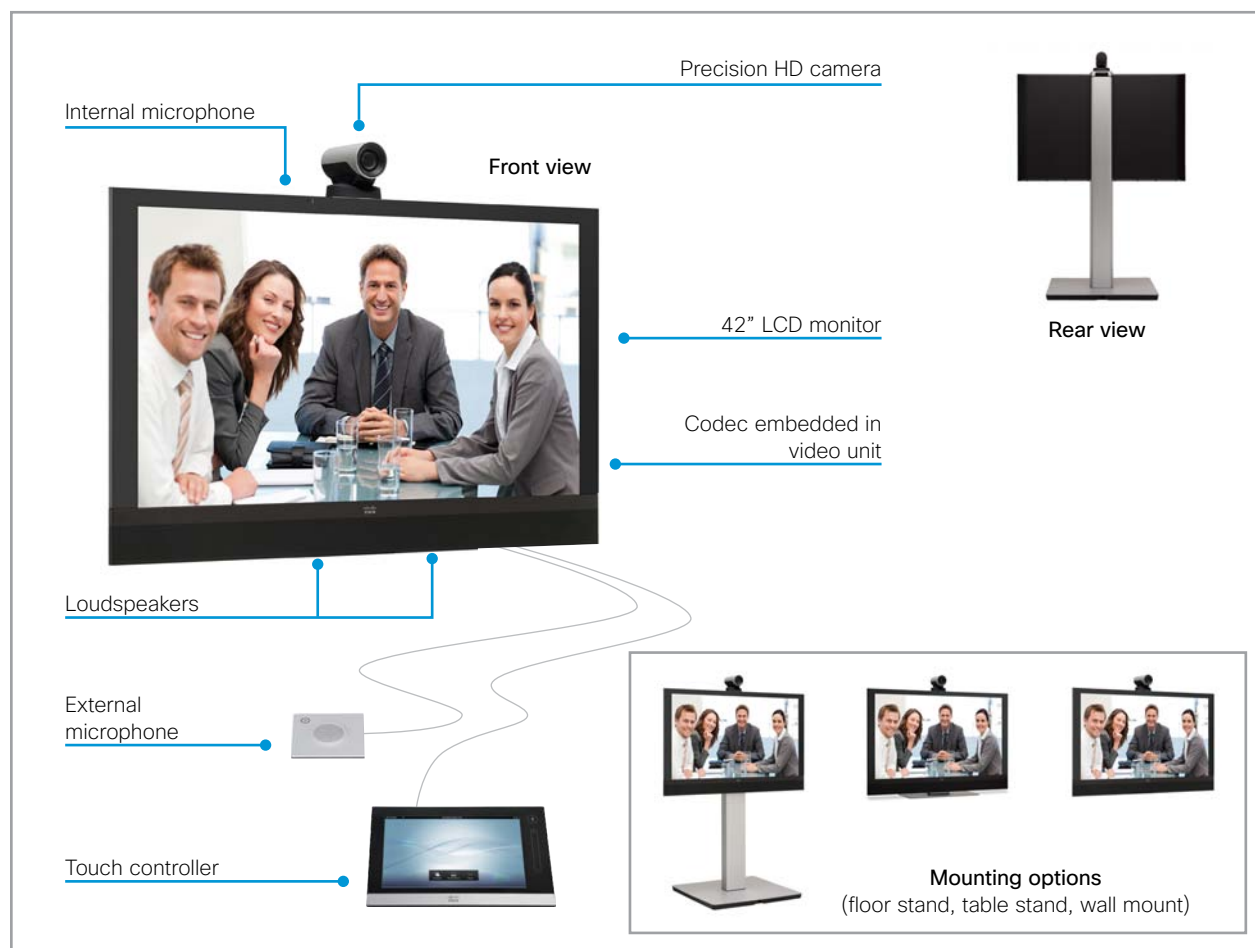 Precision HD camera
Internal microphone
Front view
42” LCD monitor
Rear view
Codec embedded in
video unit
Loudspeakers
External
microphone
Touch controller
Mounting options
(floor stand, table stand, wall mount)